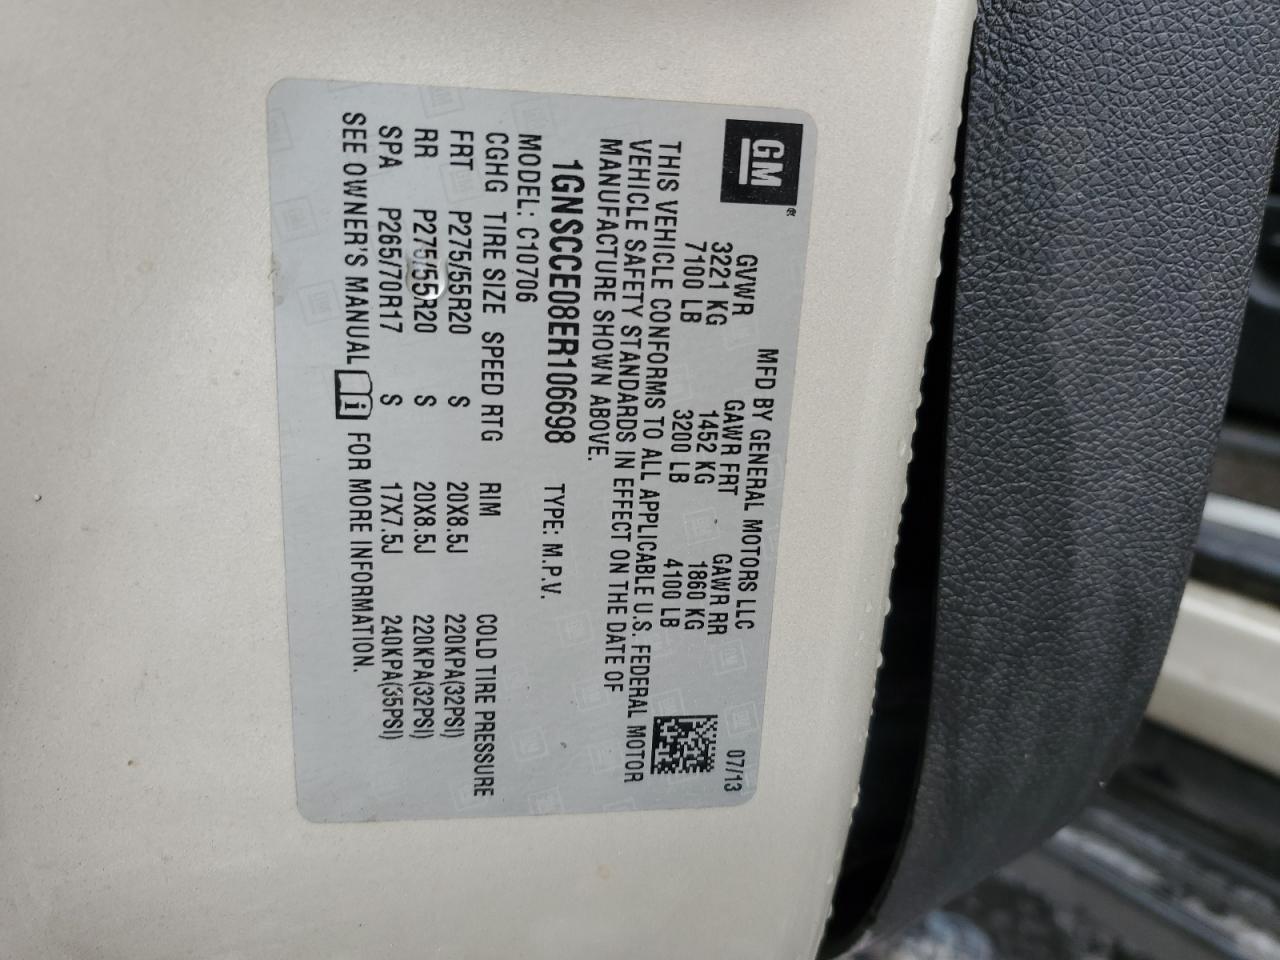 GM
MFD BY GENERAL MOTORS LLC 07/13
GVWR GAWR FRT GAWR RR
3221 KG 1452 KG 1860 KG
7100 LB 3200 LB 4100 LB
THIS VEHICLE CONFORMS TO ALL APPLICABLE U.S. FEDERAL MOTOR
VEHICLE SAFETY STANDARDS IN EFFECT ON THE DATE OF
MANUFACTURE SHOWN ABOVE.
1GNSCCE08ER106698 TYPE: M.P.V.
MODEL: C10706
CGHG TIRE SIZE SPEED RTG RIM COLD TIRE PRESSURE
FRT P275/55R20 S 20X8.5J 220KPA(32PSI)
RR P275/55R20 S 20X8.5J 220KPA(32PSI)
SPA P265/70R17 S 17X7.5J 240KPA(35PSI)
SEE OWNER'S MANUAL FOR MORE INFORMATION.